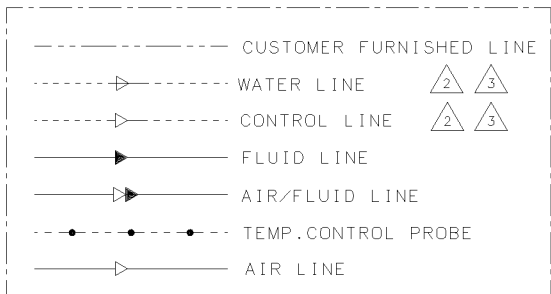 CUSTOMER FURNISHED LINE
WATER LINE 2 3
CONTROL LINE 2 3
FLUID LINE
AIR/FLUID LINE
TEMP.CONTROL PROBE
AIR LINE